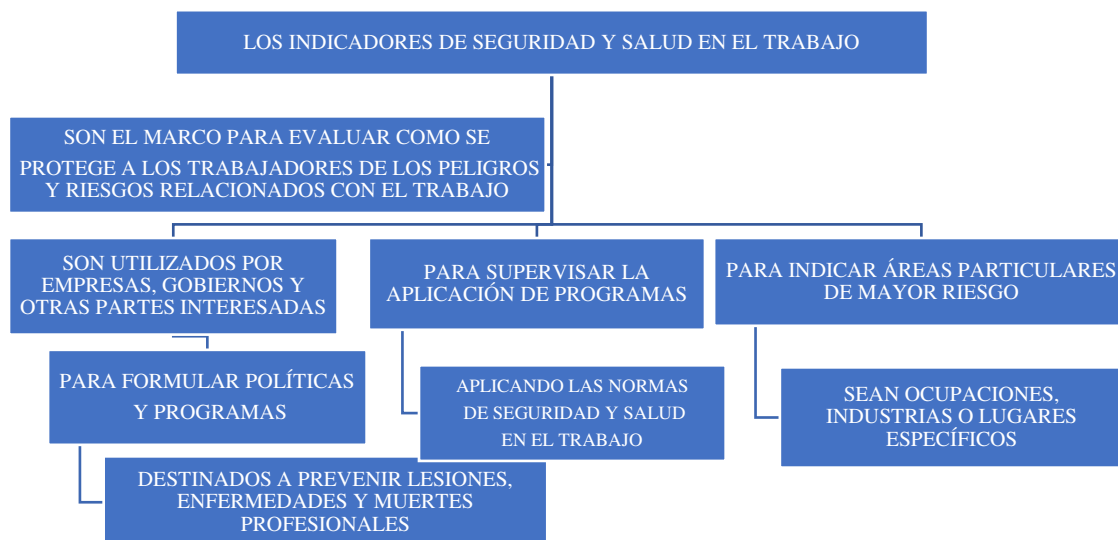 LOS INDICADORES DE SEGURIDAD Y SALUD EN EL TRABAJO
SON EL MARCO PARA EVALUAR COMO SE
PROTEGE A LOS TRABAJADORES DE LOS PELIGROS
Y RIESGOS RELACIONADOS CON EL TRABAJO
SON UTILIZADOS POR
EMPRESAS, GOBIERNOS Y
OTRAS PARTES INTERESADAS
PARA FORMULAR POLÍTICAS
Y PROGRAMAS
DESTINADOS A PREVENIR LESIONES,
ENFERMEDADES Y MUERTES
PROFESIONALES
PARA SUPERVISAR LA
APLICACIÓN DE PROGRAMAS
APLICANDO LAS NORMAS
DE SEGURIDAD Y SALUD
EN EL TRABAJO
PARA INDICAR ÁREAS PARTICULARES
DE MAYOR RIESGO
SEAN OCUPACIONES,
INDUSTRIAS O LUGARES
ESPECÍFICOS